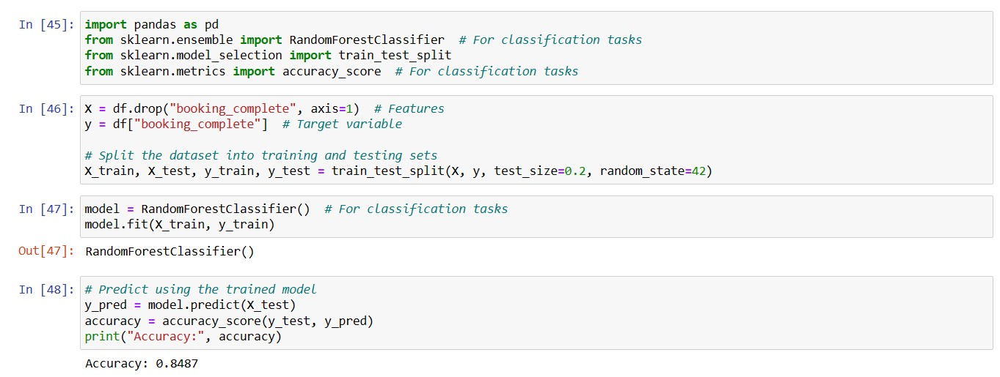 In [45]: import pandas as pd
from sklearn.ensemble import RandomForestClassifier  # For classification tasks
from sklearn.model_selection import train_test_split
from sklearn.metrics import accuracy_score  # For classification tasks
In [46]: X = df.drop("booking_complete", axis=1)  # Features
y = df["booking_complete"]  # Target variable
# Split the dataset into training and testing sets
X_train, X_test, y_train, y_test = train_test_split(X, y, test_size=0.2, random_state=42)
In [47]: model = RandomForestClassifier()  # For classification tasks
model.fit(X_train, y_train)
Out[47]: RandomForestClassifier()
In [48]: # Predict using the trained model
y_pred = model.predict(X_test)
accuracy = accuracy_score(y_test, y_pred)
print("Accuracy:", accuracy)
Accuracy: 0.8487